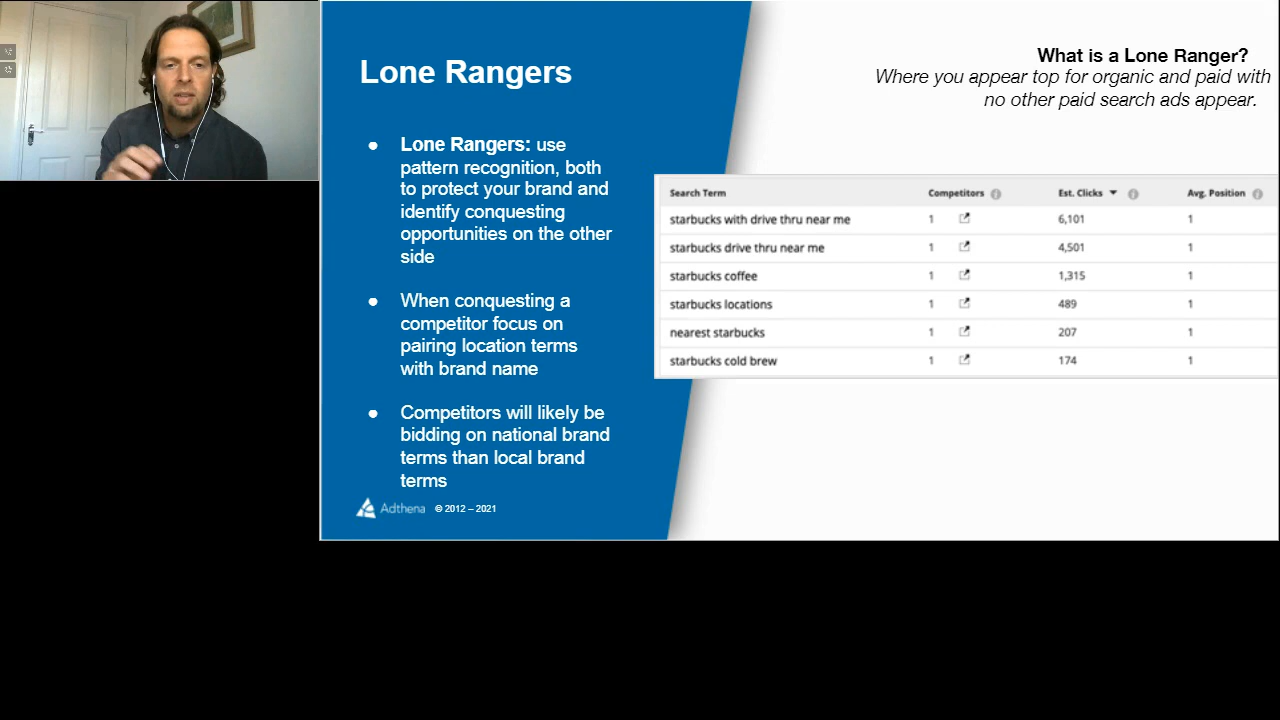 Lone Rangers
● Lone Rangers: use
pattern recognition, both
to protect your brand and
identify conquesting
opportunities on the other
side
● When conquesting a
competitor focus on
pairing location terms
with brand name
● Competitors will likely be
bidding on national brand
terms than local brand
terms
Adthena © 2012 – 2021
What is a Lone Ranger?
Where you appear top for organic and paid with
no other paid search ads appear.
Search Term Competitors Est. Clicks Avg. Position
starbucks with drive thru near me 1 6,101 1
starbucks drive thru near me 1 4,501 1
starbucks coffee 1 1,315 1
starbucks locations 1 489 1
nearest starbucks 1 207 1
starbucks cold brew 1 174 1